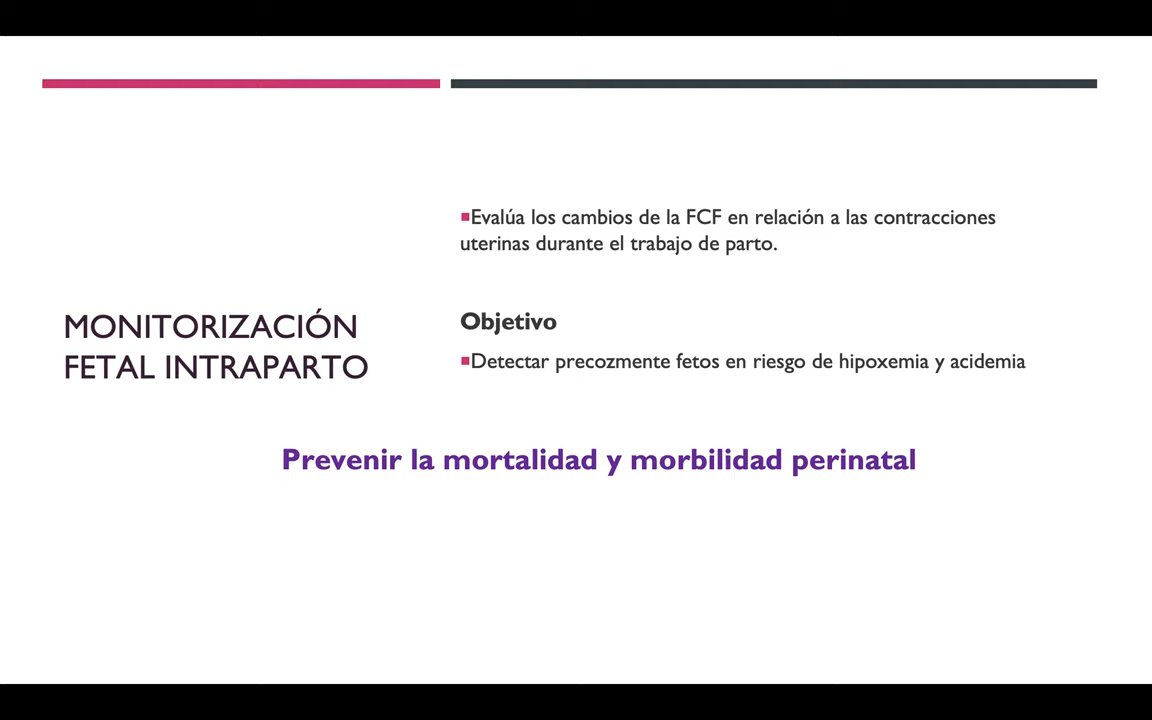 MONITORIZACIÓN
FETAL INTRAPARTO
▪Evalúa los cambios de la FCF en relación a las contracciones
uterinas durante el trabajo de parto.
Objetivo
▪Detectar precozmente fetos en riesgo de hipoxemia y acidemia
Prevenir la mortalidad y morbilidad perinatal